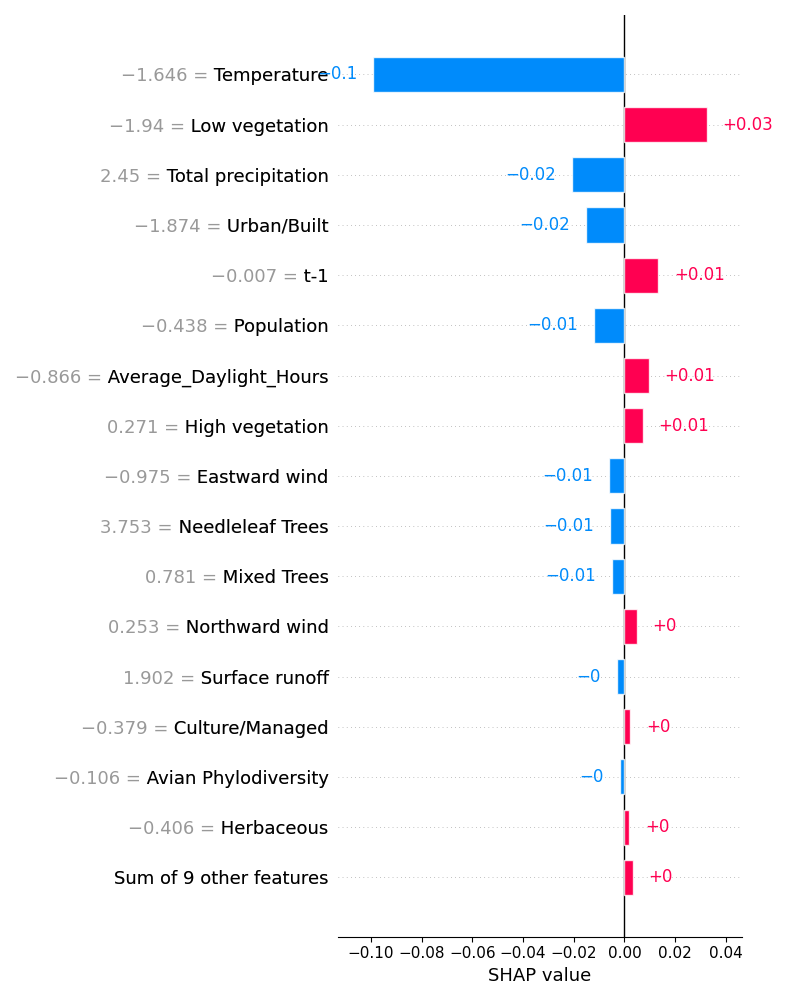 −1.646 = Temperature −0.1
−1.94 = Low vegetation +0.03
2.45 = Total precipitation −0.02
−1.874 = Urban/Built −0.02
−0.007 = t-1 +0.01
−0.438 = Population −0.01
−0.866 = Average_Daylight_Hours +0.01
0.271 = High vegetation +0.01
−0.975 = Eastward wind −0.01
3.753 = Needleleaf Trees −0.01
0.781 = Mixed Trees −0.01
0.253 = Northward wind +0
1.902 = Surface runoff −0
−0.379 = Culture/Managed +0
−0.106 = Avian Phylodiversity −0
−0.406 = Herbaceous +0
Sum of 9 other features +0
−0.10 −0.08 −0.06 −0.04 −0.02 0.00 0.02 0.04
SHAP value